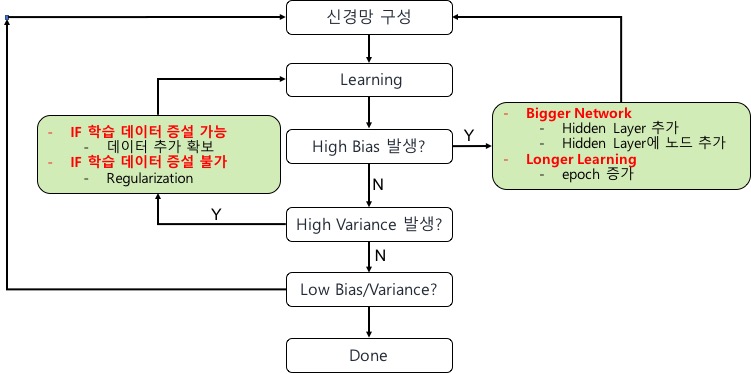 신경망 구성
Learning
- IF 학습 데이터 증설 가능
- 데이터 추가 확보
- IF 학습 데이터 증설 불가
- Regularization
High Bias 발생?
Y
- Bigger Network
- Hidden Layer 추가
- Hidden Layer에 노드 추가
- Longer Learning
- epoch 증가
N
Y
High Variance 발생?
N
Low Bias/Variance?
Done